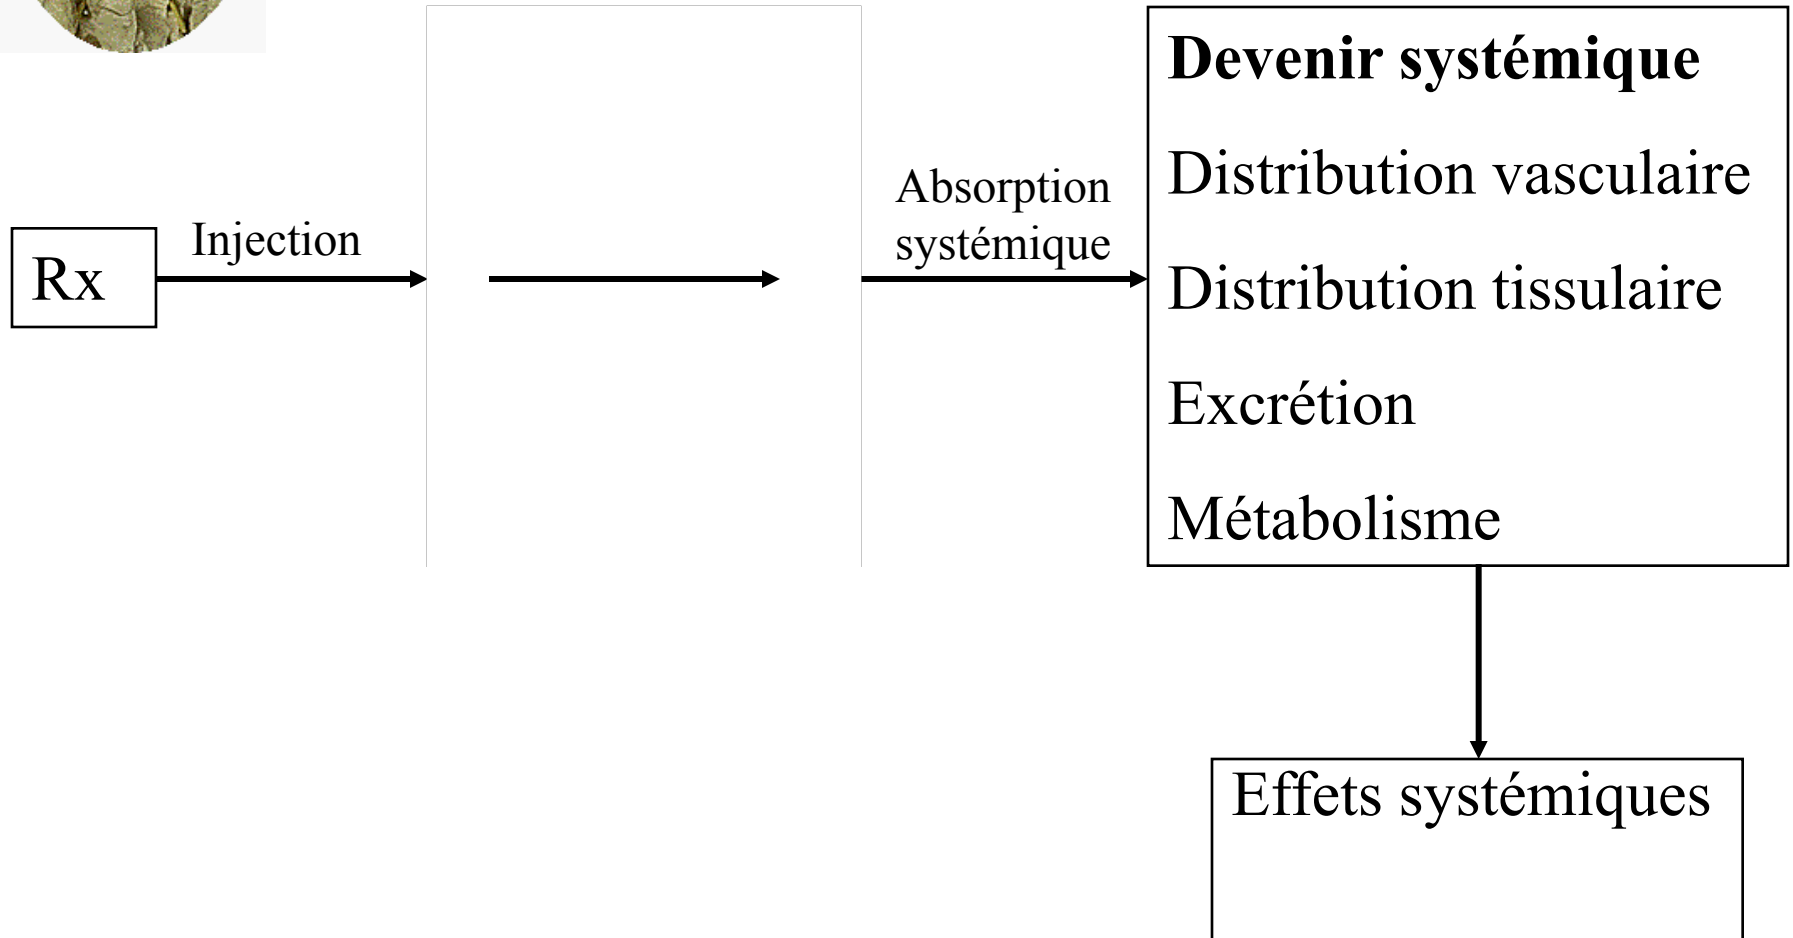 Rx
Injection
Absorption
systémique
Devenir systémique
Distribution vasculaire
Distribution tissulaire
Excrétion
Métabolisme
Effets systémiques